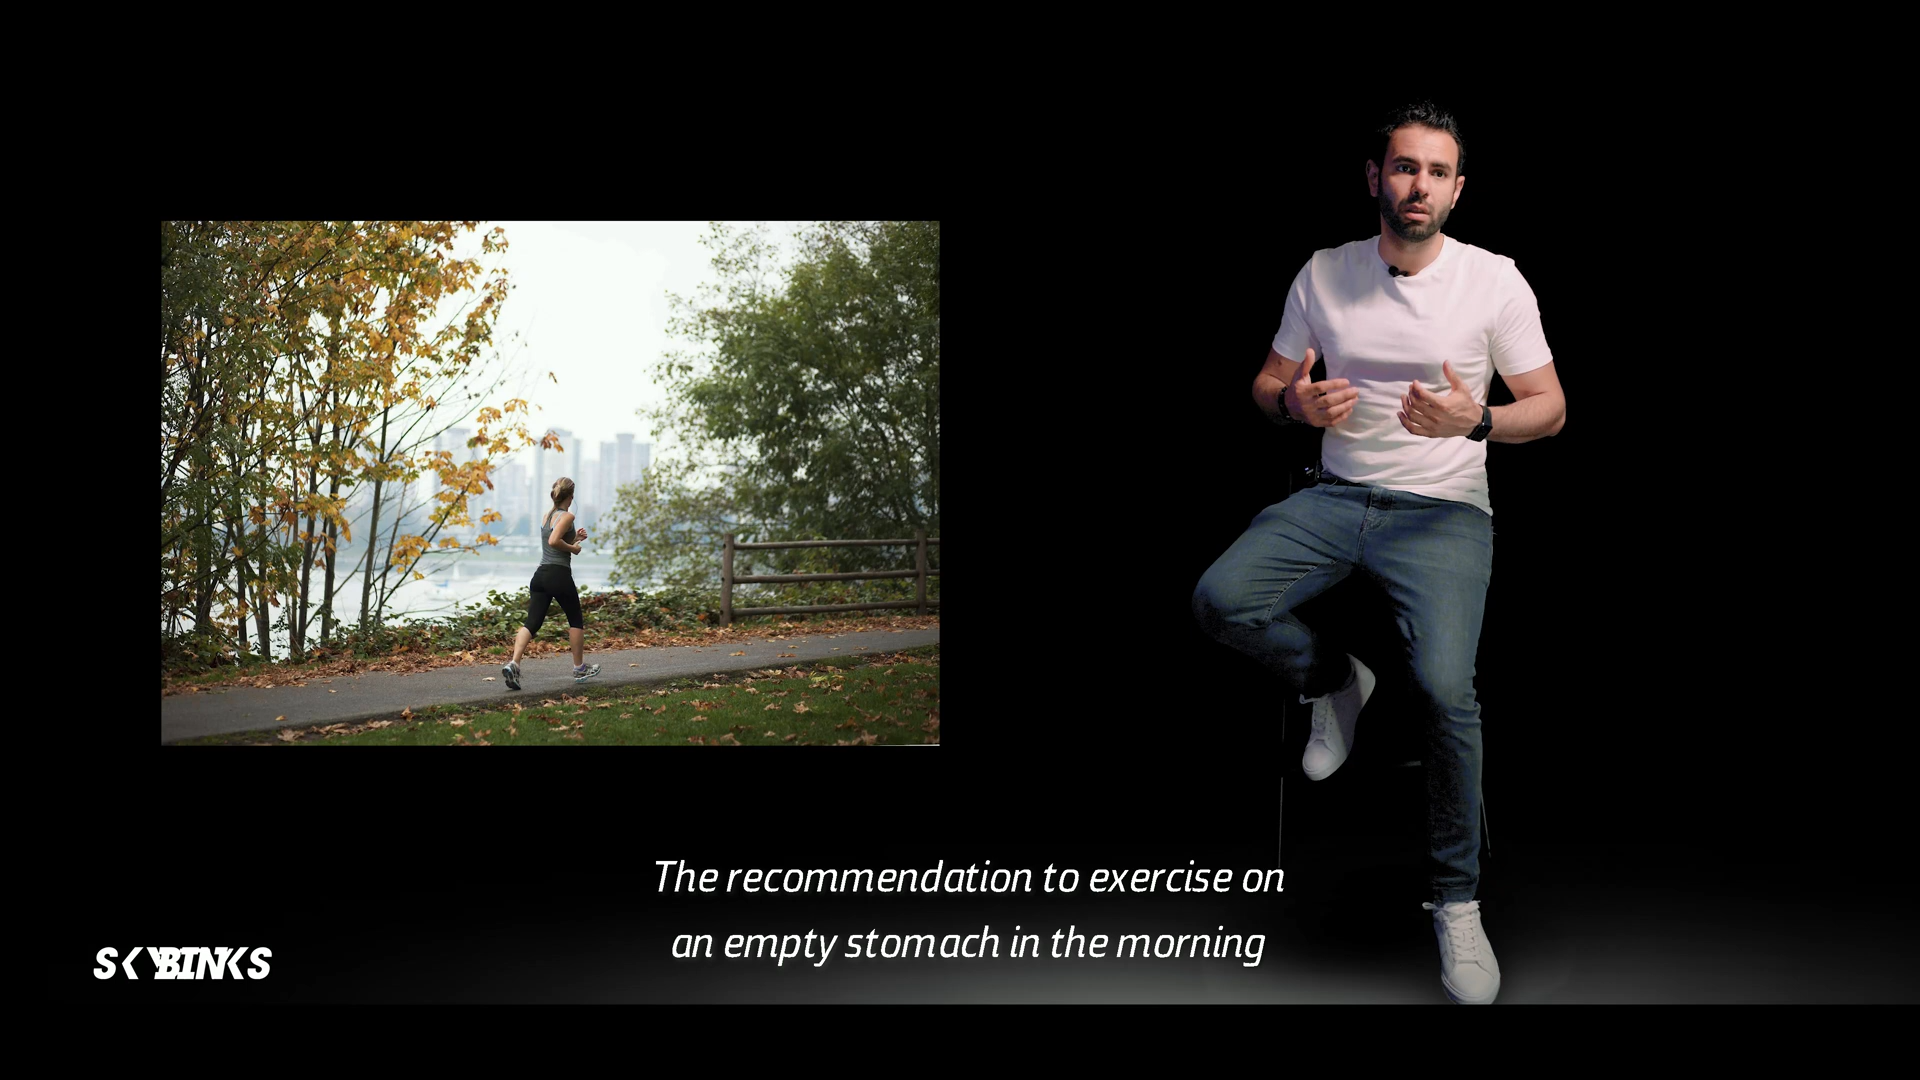 The recommendation to exercise on
an empty stomach in the morning